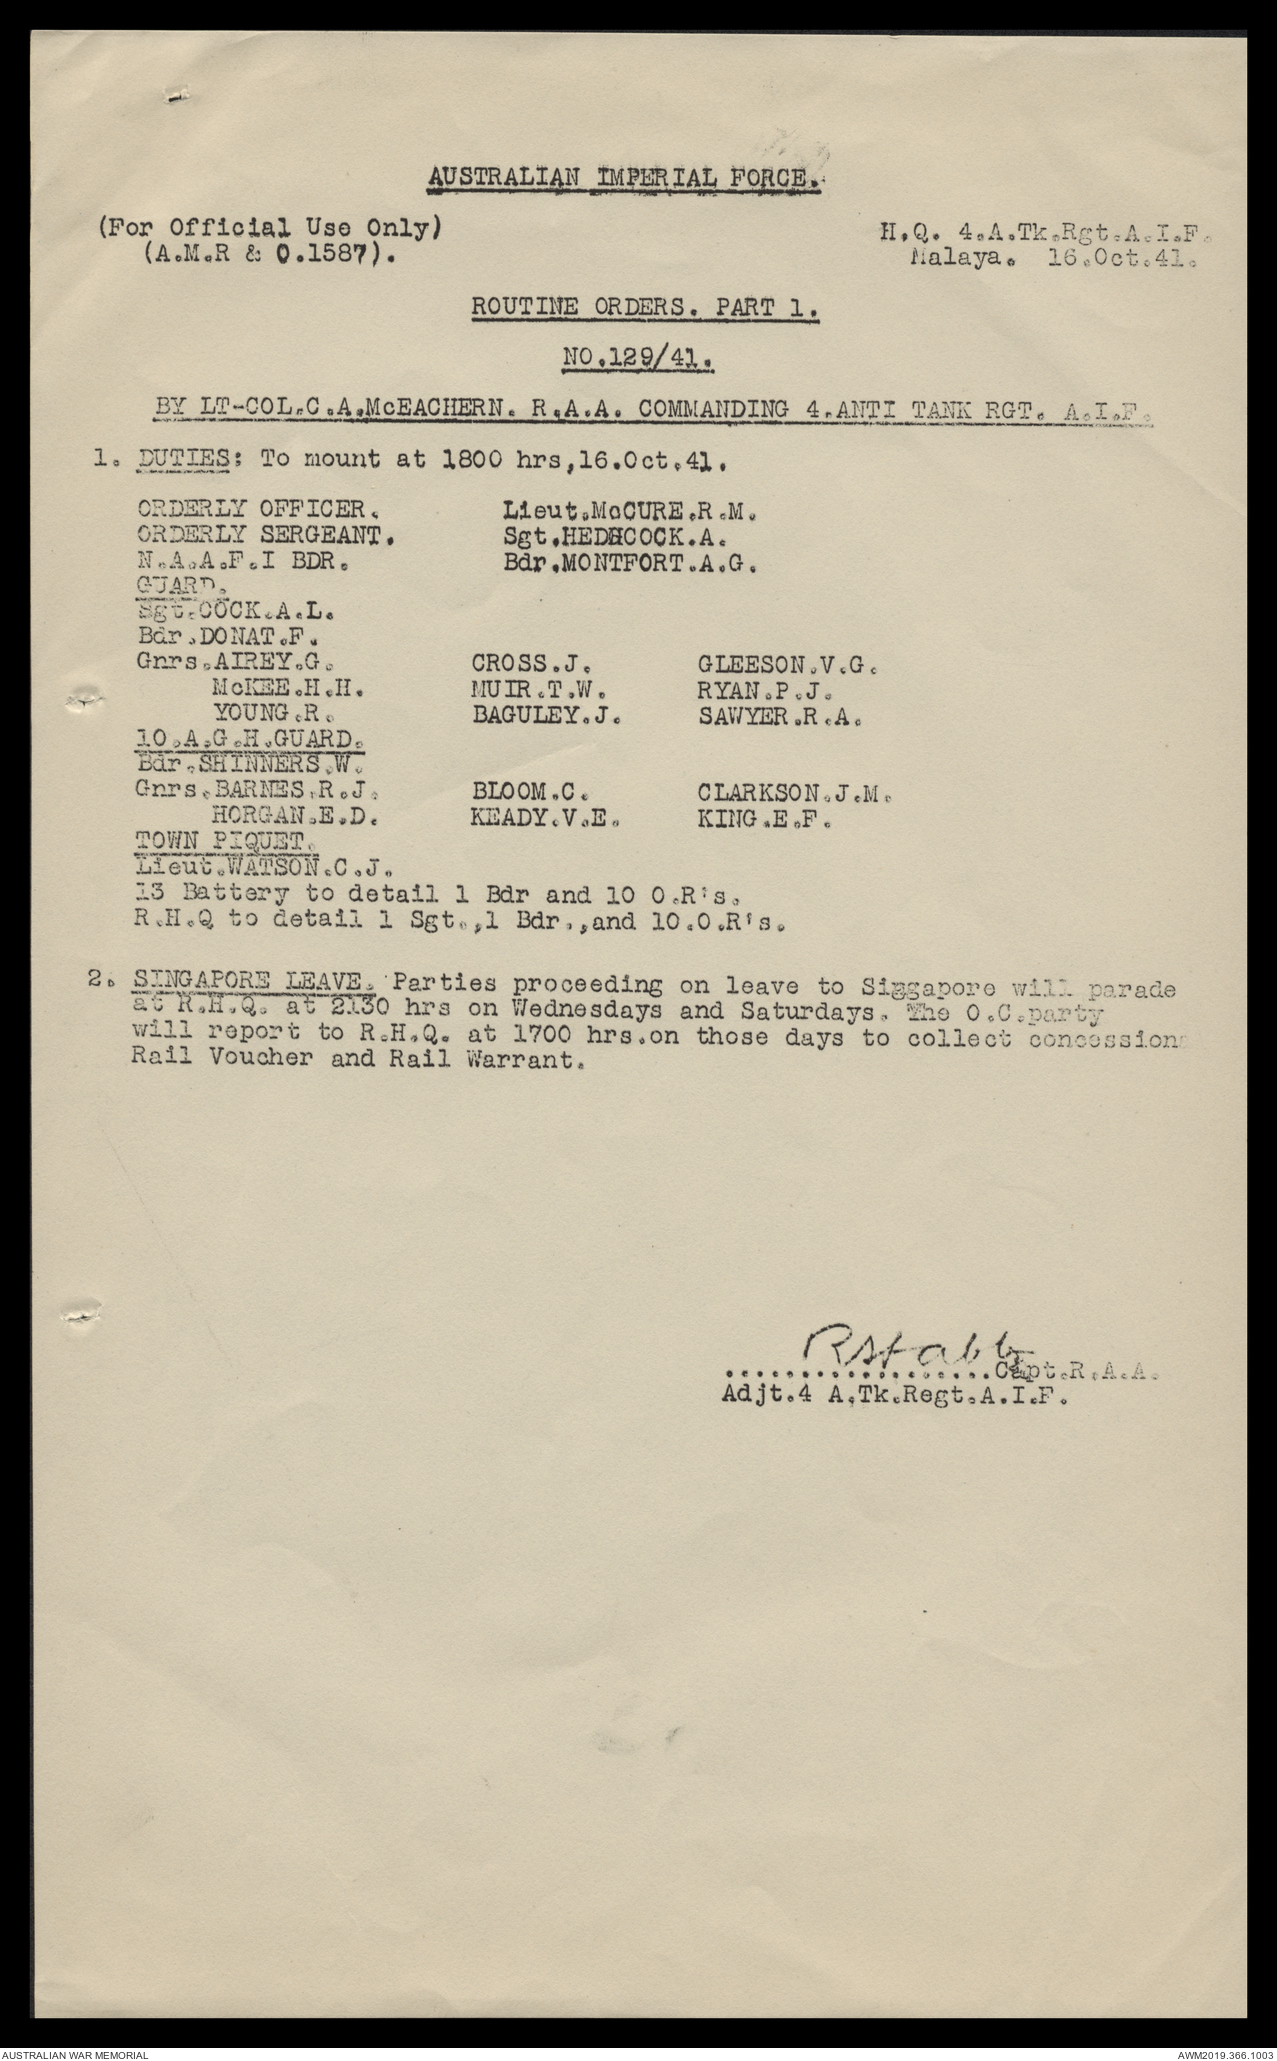 AUSTRALIAN IMPERIAL FORCE.
(For Official Use Only)
(A.M.R & O.1587).
H.Q. 4.A.Tk.Rgt.A.I.F.
Malaya. 16.Oct.41.
ROUTINE ORDERS. PART 1.
NO.129/41.
BY LT-COL.C.A.McEACHERN. R.A.A. COMMANDING 4.ANTI TANK RGT. A.I.F.
1. DUTIES: To mount at 1800 hrs,16.Oct.41.
ORDERLY OFFICER. Lieut.McCURE.R.M.
ORDERLY SERGEANT. Sgt.HEDHCOCK.A.
N.A.A.F.I BDR. Bdr.MONTFORT.A.G.
GUARD.
Sgt.COCK.A.L.
Bdr.DONAT.F.
Gnrs.AIREY.G. CROSS.J. GLEESON.V.G.
McKEE.H.H. MUIR.T.W. RYAN.P.J.
YOUNG.R. BAGULEY.J. SAWYER.R.A.
10.A.G.H.GUARD.
Bdr.SHINNERS.W.
Gnrs.BARNES.R.J. BLOOM.C. CLARKSON.J.M.
HORGAN.E.D. KEADY.V.E. KING.E.F.
TOWN PIQUET.
Lieut.WATSON.C.J.
13 Battery to detail 1 Bdr and 10 O.R's.
R.H.Q to detail 1 Sgt.,1 Bdr.,and 10.O.R's.
2. SINGAPORE LEAVE. Parties proceeding on leave to Siggapore will parade
at R.H.Q. at 2130 hrs on Wednesdays and Saturdays. The O.C.party
will report to R.H.Q. at 1700 hrs.on those days to collect concession
Rail Voucher and Rail Warrant.
RStabb
..................Capt.R.A.A.
Adjt.4 A.Tk.Regt.A.I.F.
AUSTRALIAN WAR MEMORIAL
AWM2019.366.1003